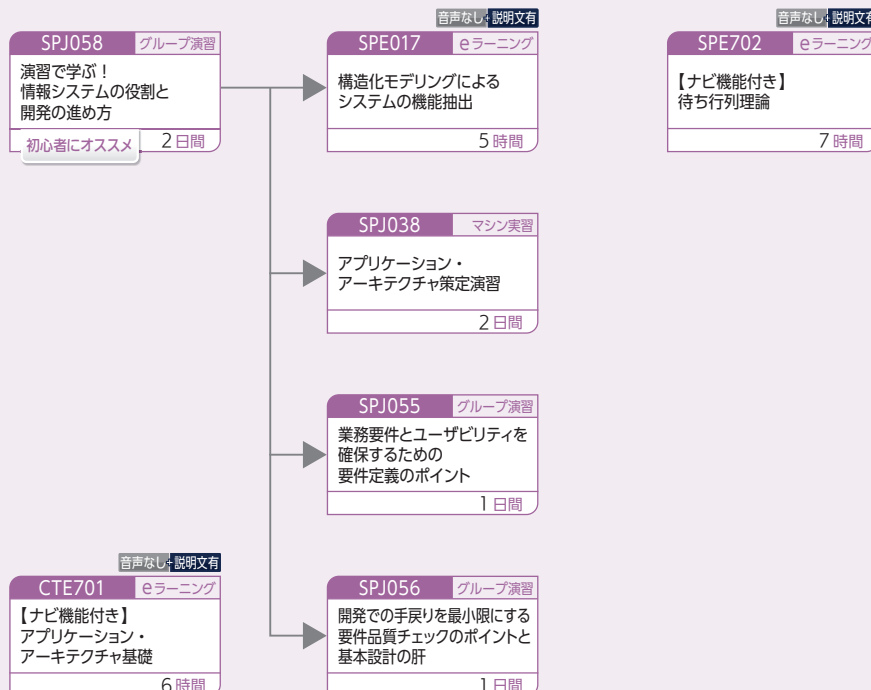 SPJ058 グループ演習
演習で学ぶ！
情報システムの役割と
開発の進め方
初心者にオススメ
2日間
音声なし+説明文有
SPE017 eラーニング
構造化モデリングによる
システムの機能抽出
5時間
音声なし+説明文有
SPE702 eラーニング
【ナビ機能付き】
待ち行列理論
7時間
SPJ038 マシン実習
アプリケーション・
アーキテクチャ策定演習
2日間
SPJ055 グループ演習
業務要件とユーザビリティを
確保するための
要件定義のポイント
1日間
音声なし+説明文有
CTE701 eラーニング
【ナビ機能付き】
アプリケーション・
アーキテクチャ基礎
6時間
SPJ056 グループ演習
開発での手戻りを最小限にする
要件品質チェックのポイントと
基本設計の肝
1日間